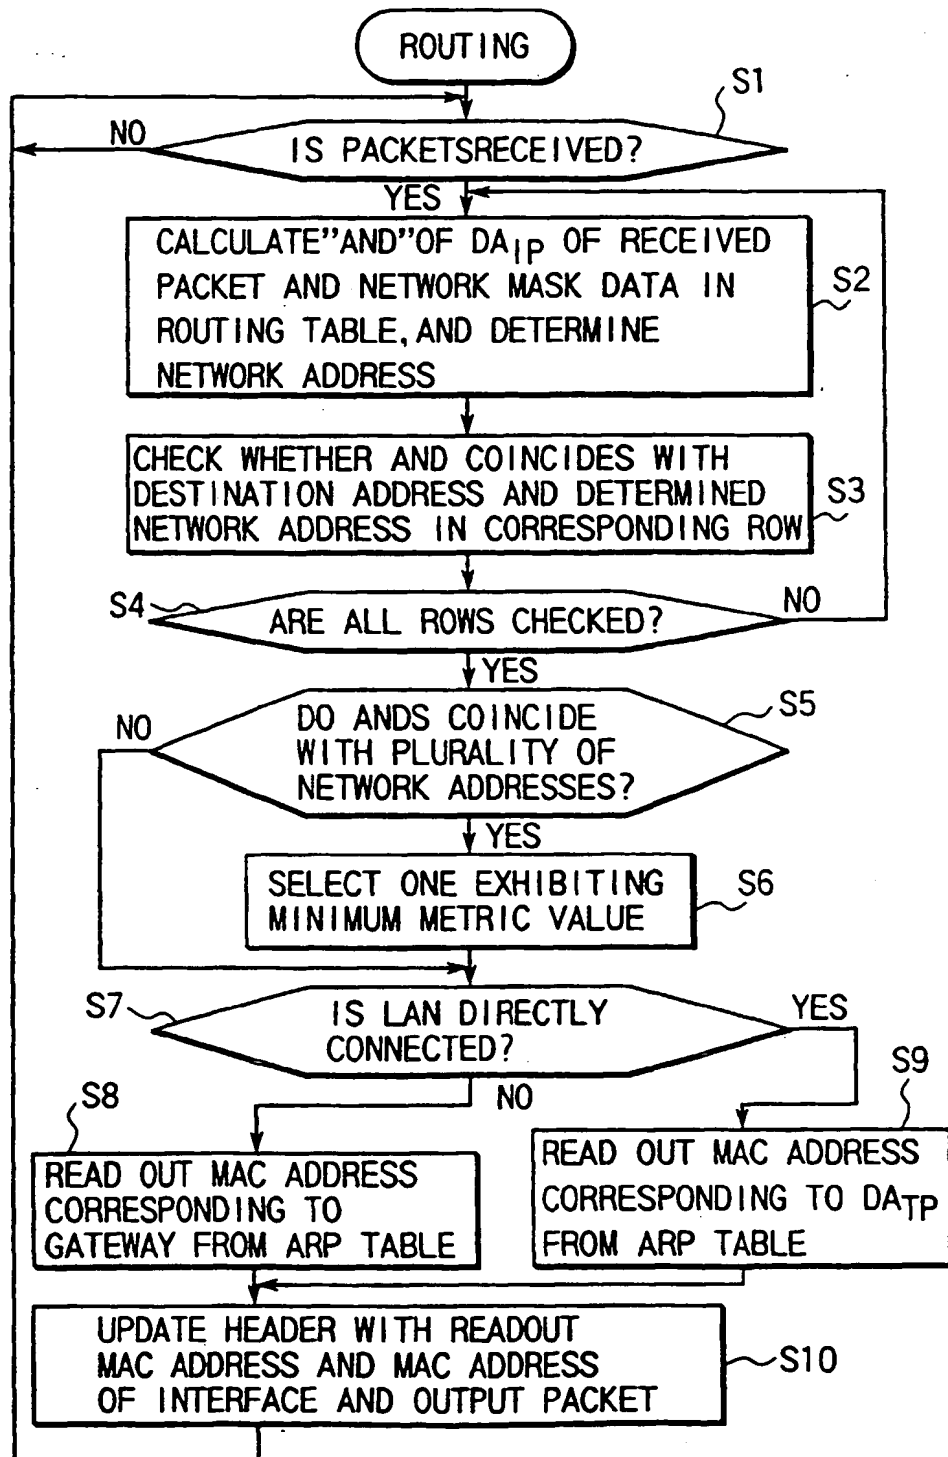 ROUTING
S1
NO
IS PACKETSRECEIVED?
YES
CALCULATE"AND"OF DAIP OF RECEIVED
PACKET AND NETWORK MASK DATA IN
ROUTING TABLE, AND DETERMINE
NETWORK ADDRESS
S2
CHECK WHETHER AND COINCIDES WITH
DESTINATION ADDRESS AND DETERMINED
NETWORK ADDRESS IN CORRESPONDING ROW
S3
S4
ARE ALL ROWS CHECKED?
NO
YES
NO
DO ANDS COINCIDE
WITH PLURALITY OF
NETWORK ADDRESSES?
S5
YES
SELECT ONE EXHIBITING
MINIMUM METRIC VALUE
S6
S7
IS LAN DIRECTLY
CONNECTED?
YES
NO
S8
S9
READ OUT MAC ADDRESS
CORRESPONDING TO
GATEWAY FROM ARP TABLE
READ OUT MAC ADDRESS
CORRESPONDING TO DATP
FROM ARP TABLE
UPDATE HEADER WITH READOUT
MAC ADDRESS AND MAC ADDRESS
OF INTERFACE AND OUTPUT PACKET
S10